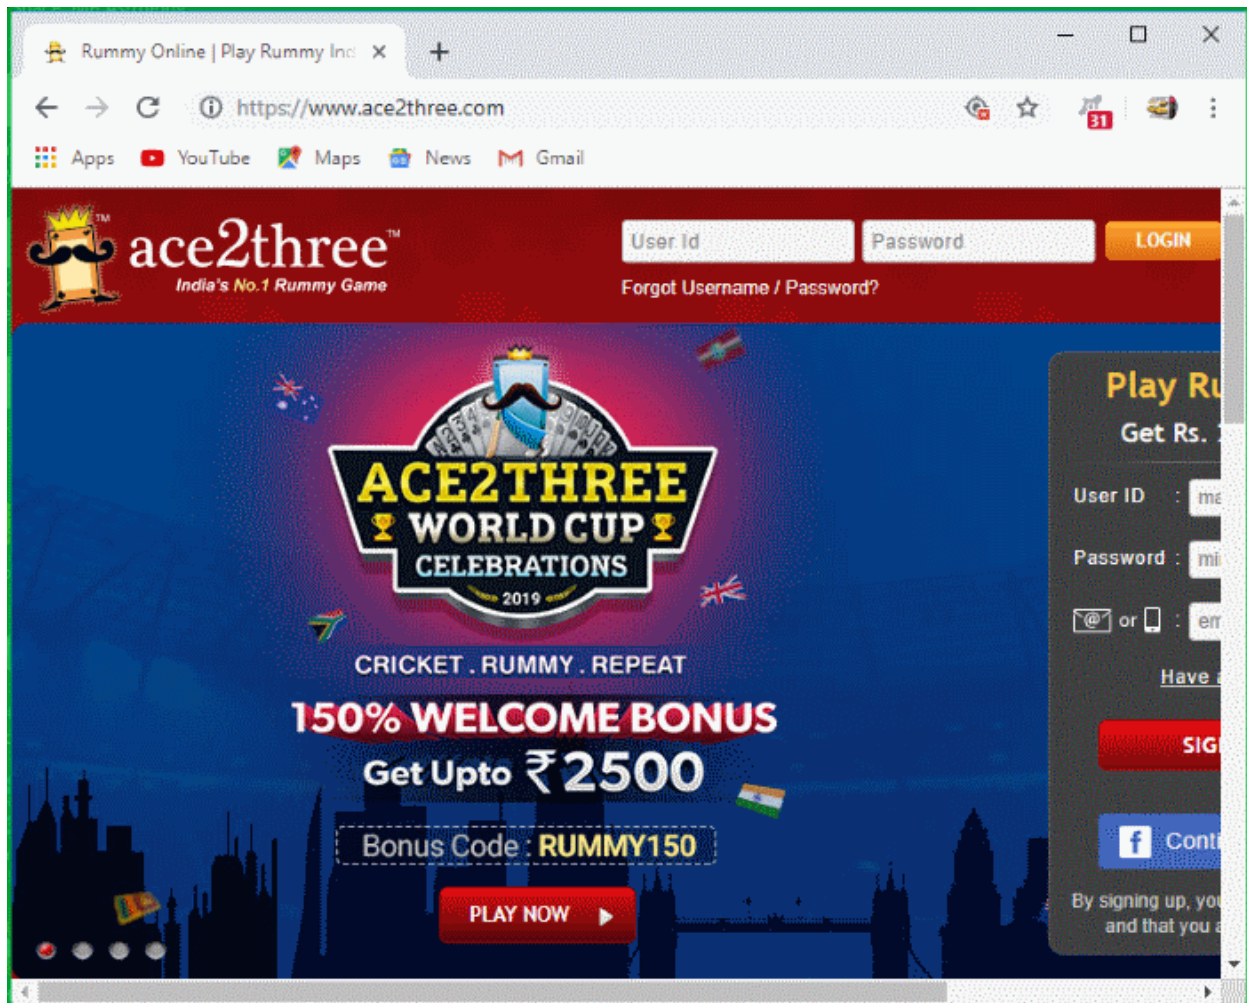 Rummy Online | Play Rummy Ind
https://www.ace2three.com
31
Apps YouTube Maps News Gmail
ace2three™
India's No.1 Rummy Game
User Id Password LOGIN
Forgot Username / Password?
ACE2THREE
WORLD CUP
CELEBRATIONS
2019
CRICKET . RUMMY . REPEAT
150% WELCOME BONUS
Get Upto ₹2500
Bonus Code : RUMMY150
PLAY NOW
Play Ru
Get Rs.
User ID : ma
Password : mi
@ or : em
Have a
SIG
f Conti
By signing up, you
and that you a